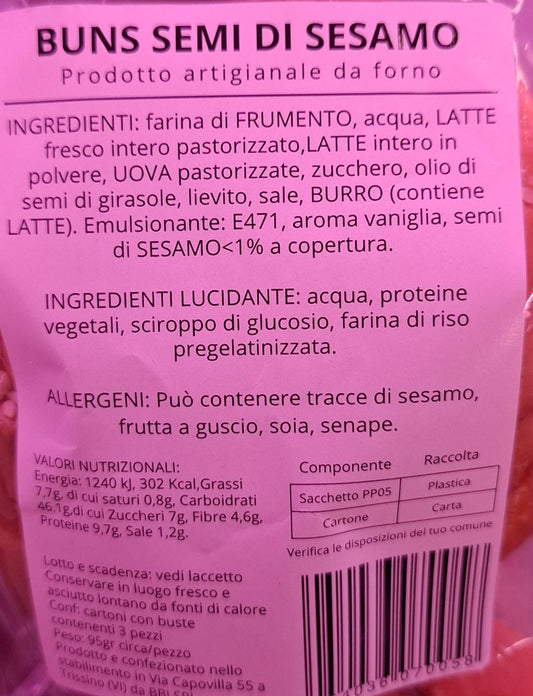 BUNS SEMI DI SESAMO
Prodotto artigianale da forno
INGREDIENTI: farina di FRUMENTO, acqua, LATTE
fresco intero pastorizzato,LATTE intero in
polvere, UOVA pastorizzate, zucchero, olio di
semi di girasole, lievito, sale, BURRO (contiene
LATTE). Emulsionante: E471, aroma vaniglia, semi
di SESAMO<1% a copertura.
INGREDIENTI LUCIDANTE: acqua, proteine
vegetali, sciroppo di glucosio, farina di riso
pregelatinizzata.
ALLERGENI: Può contenere tracce di sesamo,
frutta a guscio, soia, senape.
VALORI NUTRIZIONALI:
Energia: 1240 kJ, 302 Kcal,Grassi
7,7g, di cui saturi 0,8g, Carboidrati
46,1g,di cui Zuccheri 7g, Fibre 4,6g,
Proteine 9,7g, Sale 1,2g.
Componente Raccolta
Sacchetto PP05 Plastica
Cartone Carta
Verifica le disposizioni del tuo comune
Lotto e scadenza: vedi laccetto
Conservare in luogo fresco e
asciutto lontano da fonti di calore
Conf: cartoni con buste
contenenti 3 pezzi
Peso: 95gr circa/pezzo
Prodotto e confezionato nello
stabilimento in Via Capovilla 55 a
Trissino (VI) da